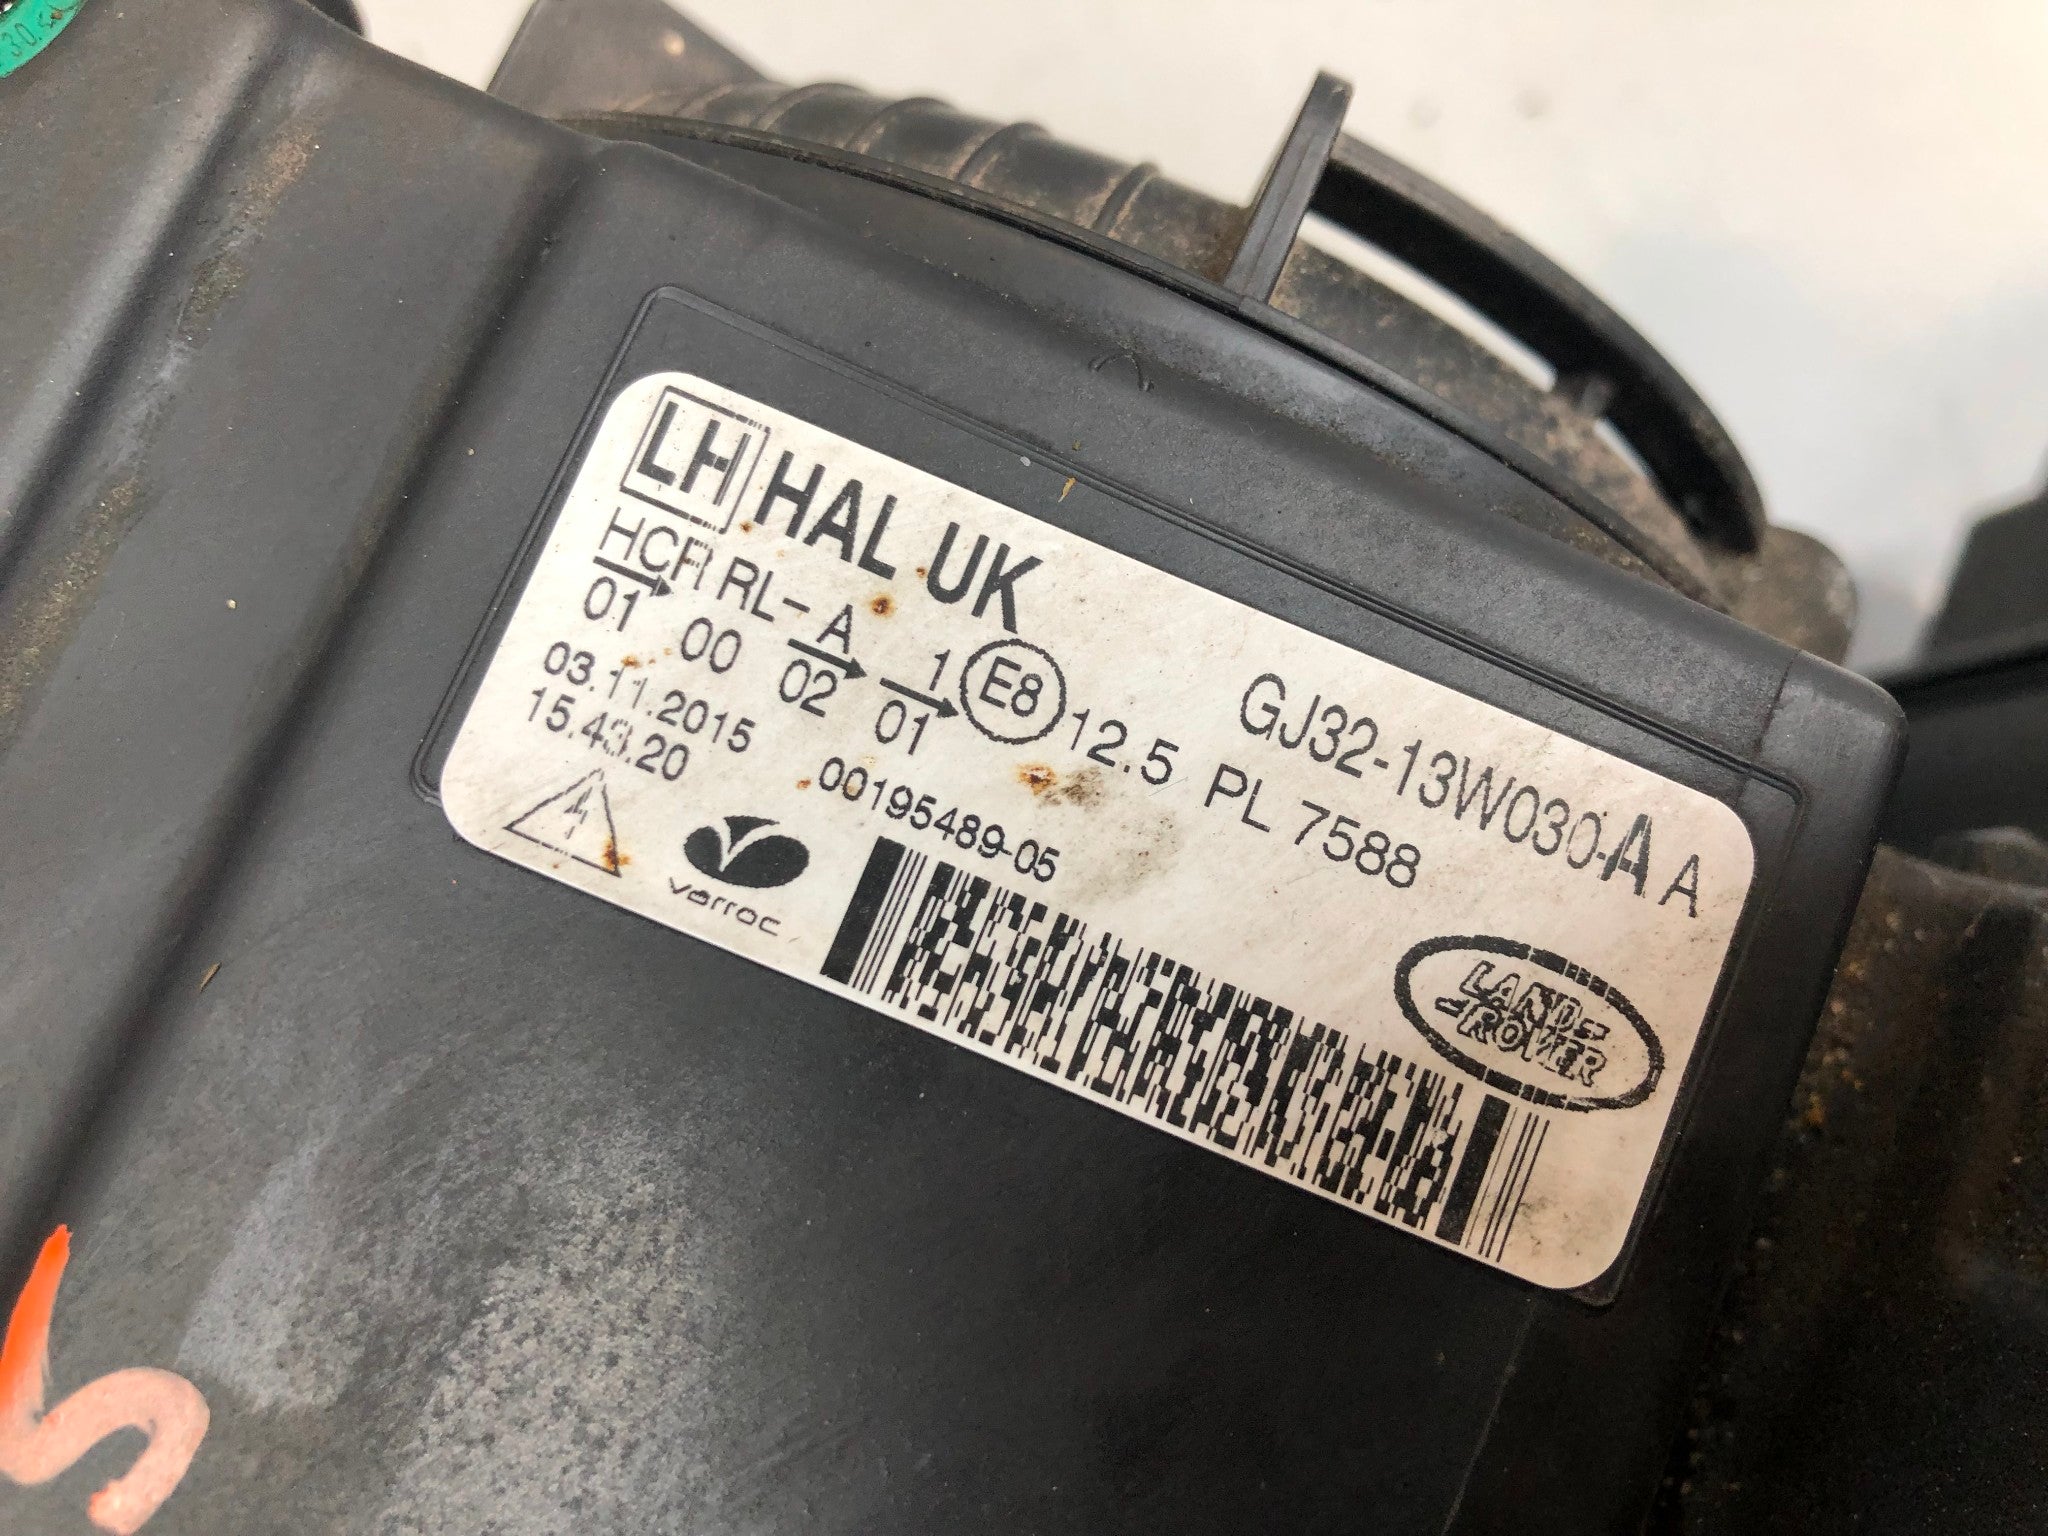 30.
LH HAL UK
HCR RL- A 1 E8 12.5 PL 7588
01 00 02 01
GJ32-13W030-A A
03.11.2015
15.43.20
00195489-05
varroc
LAND-
-ROVER
S